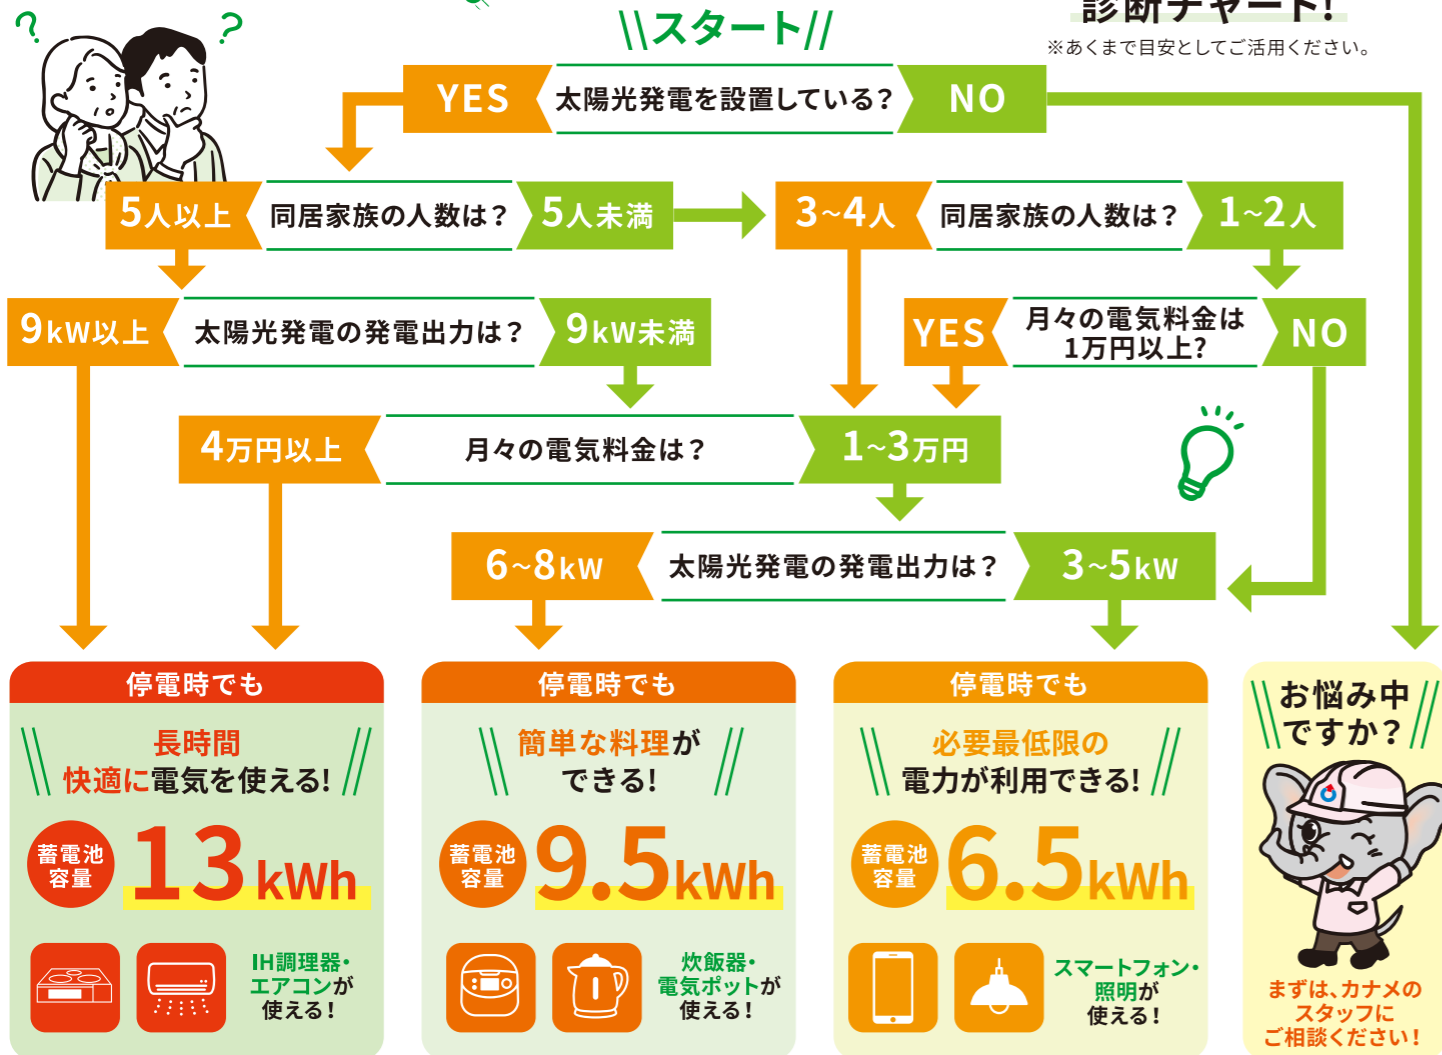 診断チャート!
※あくまで目安としてご活用ください。
? ?
\\スタート//
YES 太陽光発電を設置している? NO
5人以上 同居家族の人数は? 5人未満
3~4人 同居家族の人数は? 1~2人
9kW以上 太陽光発電の発電出力は? 9kW未満
YES 月々の電気料金は
1万円以上? NO
4万円以上 月々の電気料金は? 1~3万円
6~8kW 太陽光発電の発電出力は? 3~5kW
停電時でも
長時間
快適に電気を使える!
蓄電池
容量
13kWh
IH調理器・
エアコンが
使える!
停電時でも
簡単な料理が
できる!
蓄電池
容量
9.5kWh
炊飯器・
電気ポットが
使える!
停電時でも
必要最低限の
電力が利用できる!
蓄電池
容量
6.5kWh
スマートフォン・
照明が
使える!
お悩み中
ですか?
まずは、カナメの
スタッフに
ご相談ください!